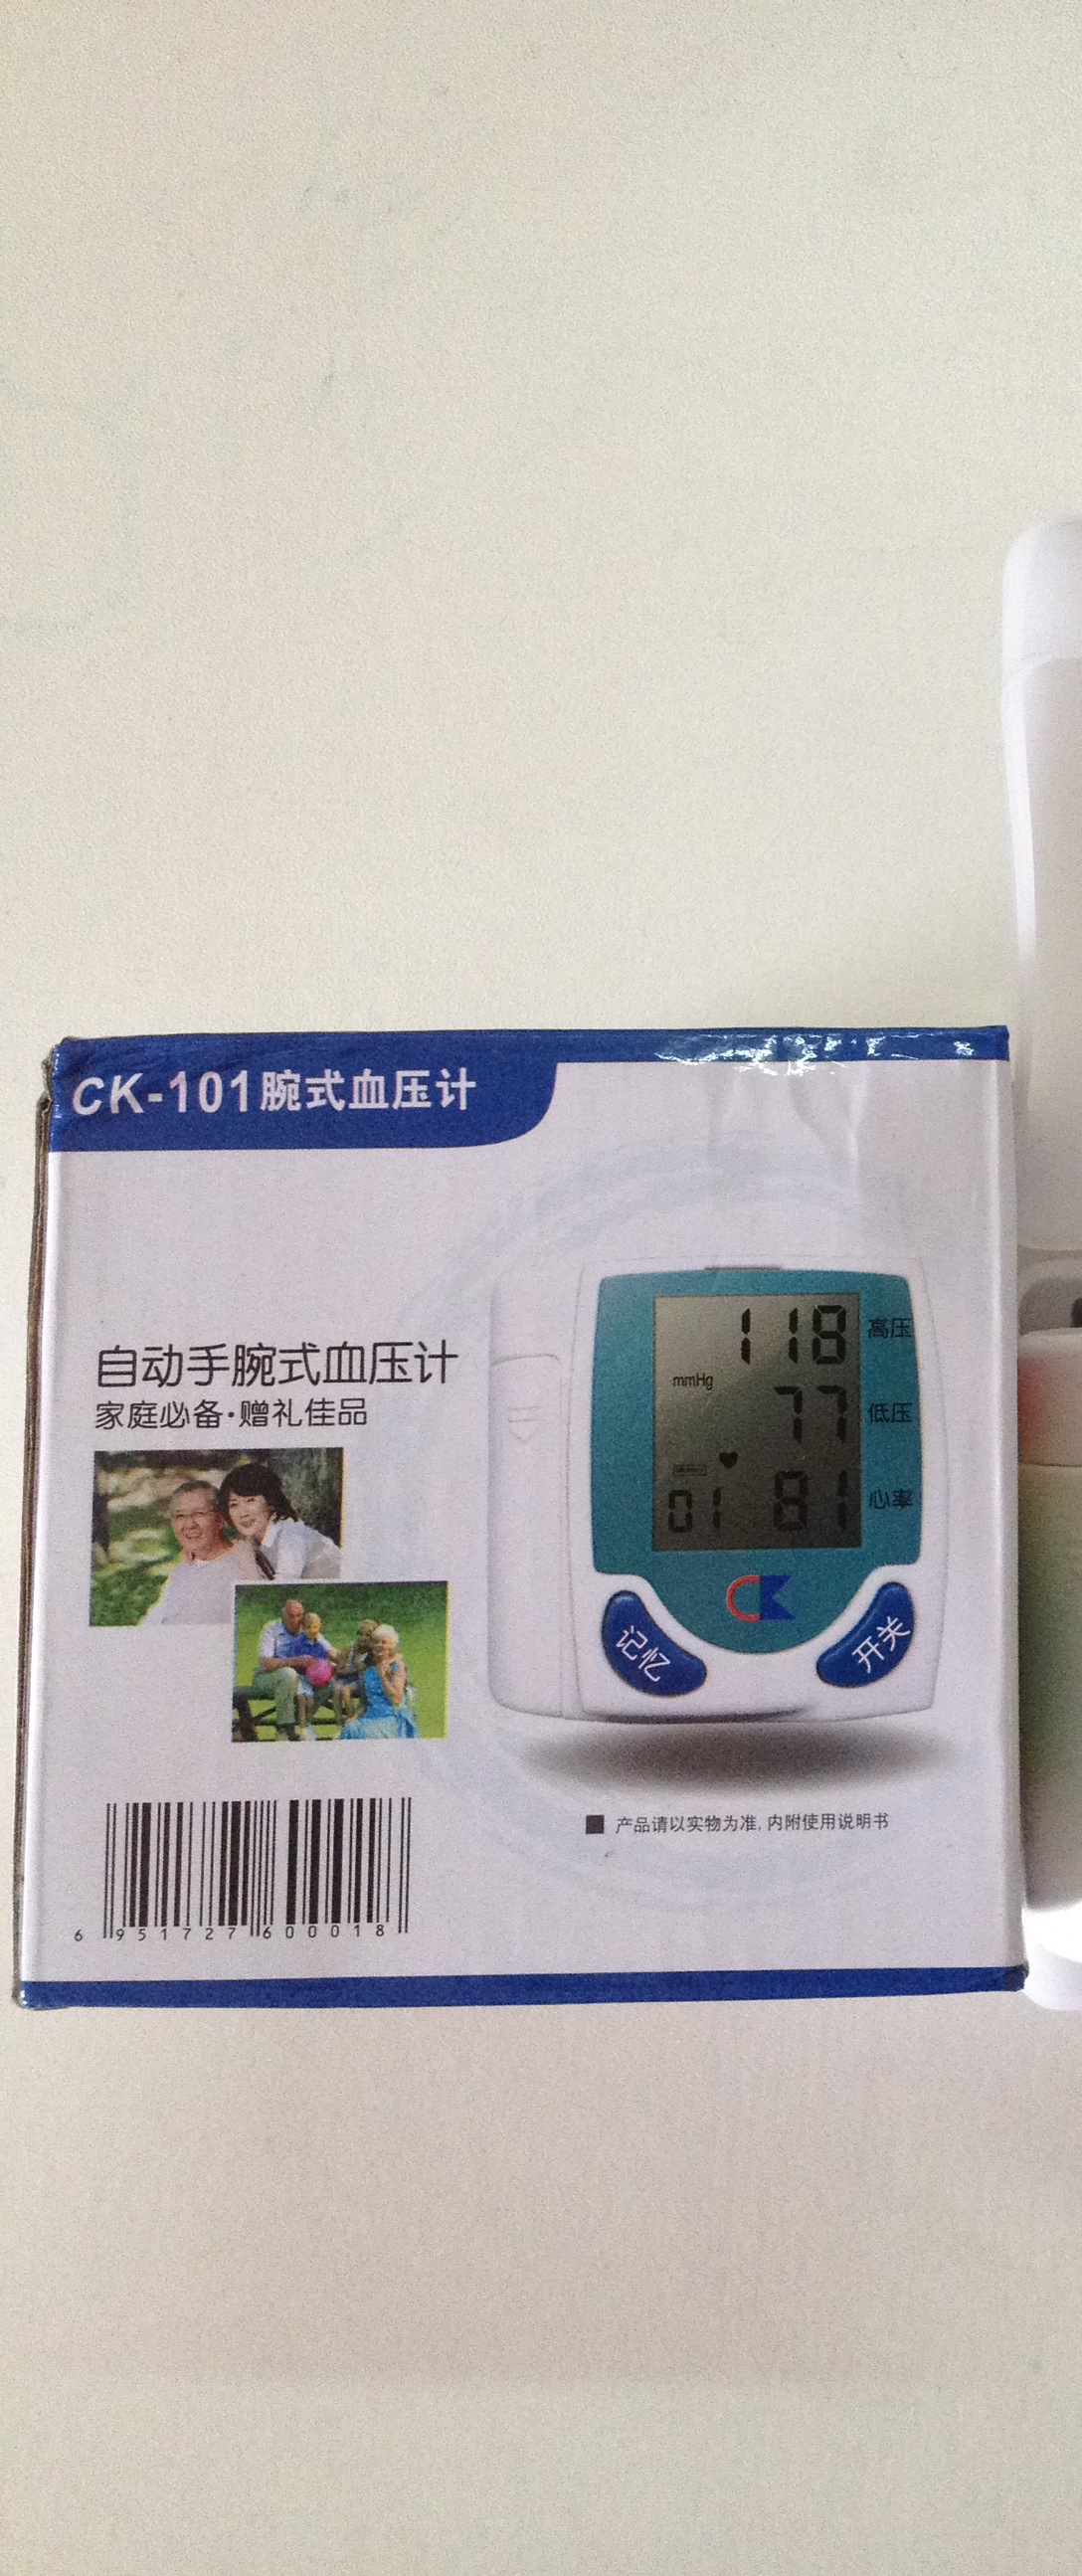 CK-101腕式血压计
自动手腕式血压计
家庭必备·赠礼佳品
118 高压
mmHg
77 低压
01 81 心率
CK
记忆
开关
产品请以实物为准,内附使用说明书
6 951727 600018